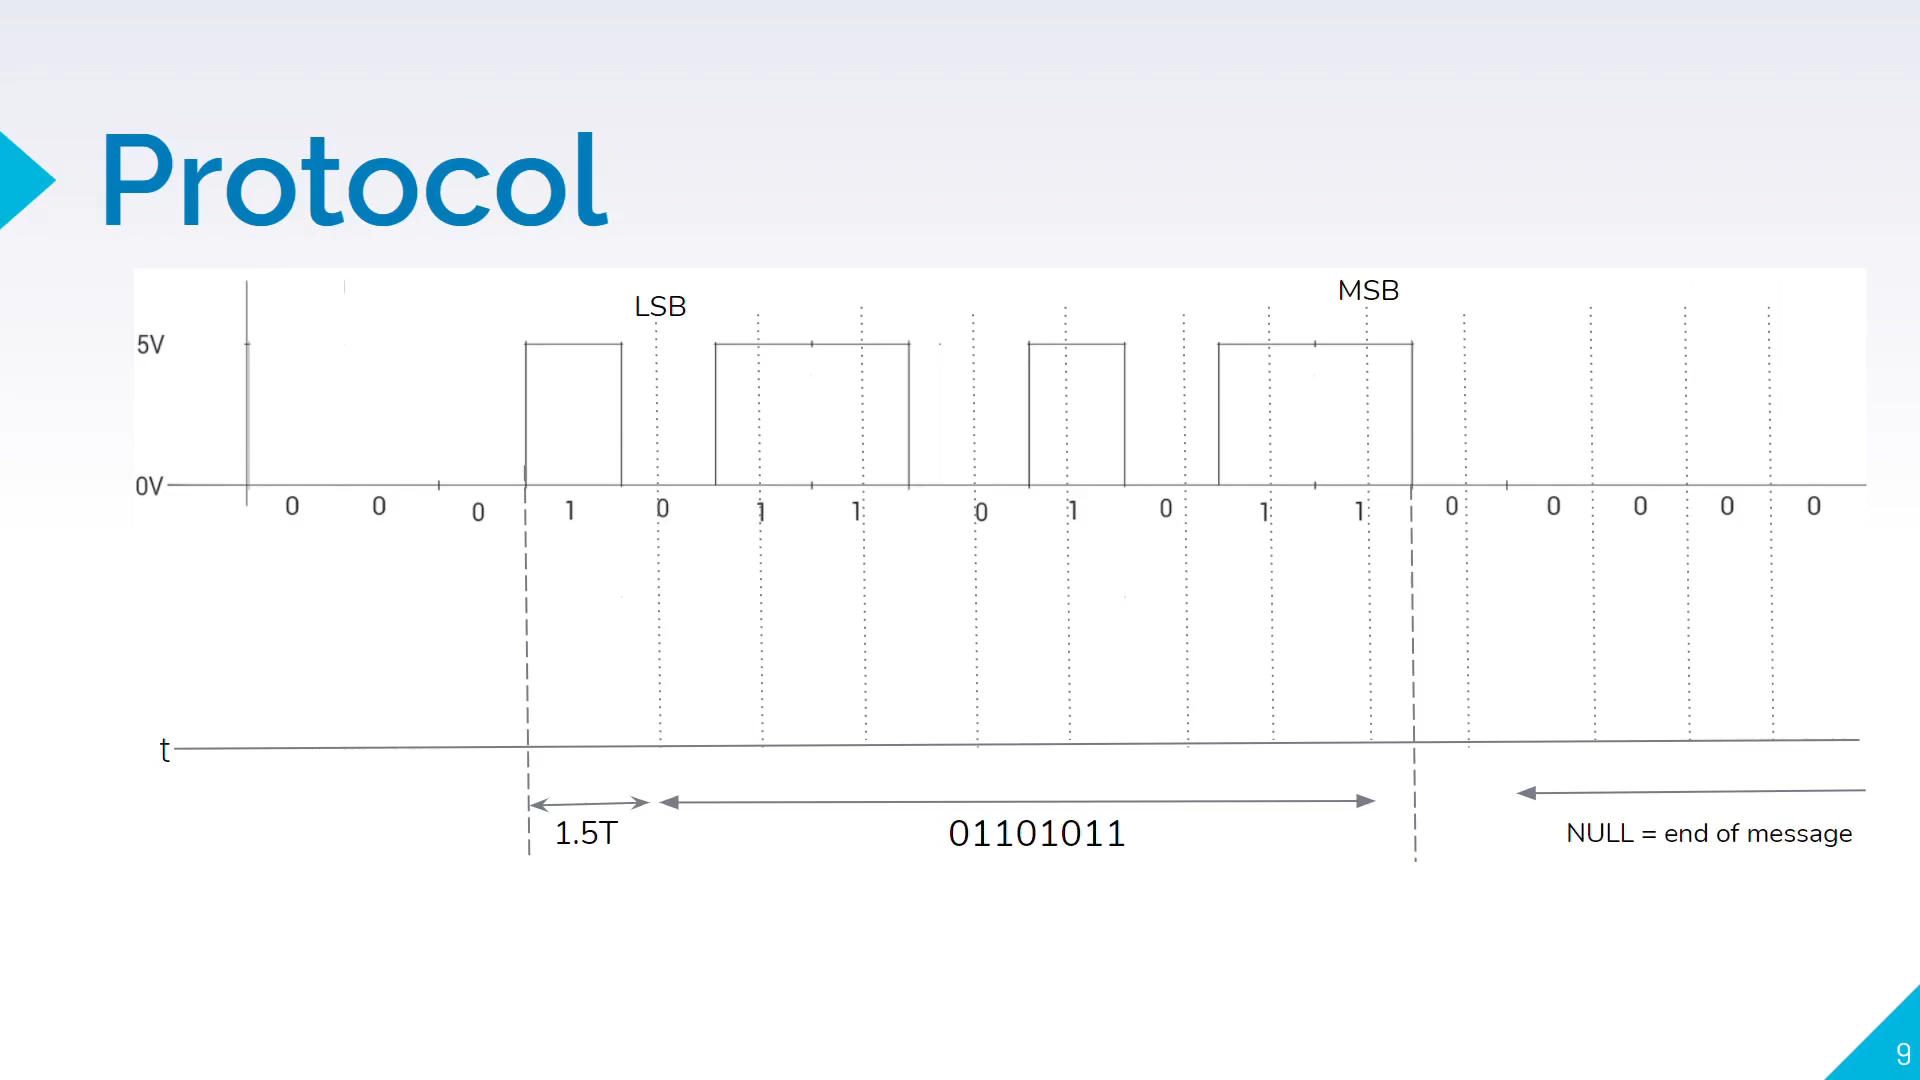 Protocol
LSB
MSB
5V
0V
0 0 0 1 0 1 1 0 1 0 1 1 0 0 0 0 0
t
1.5T
01101011
NULL = end of message
9